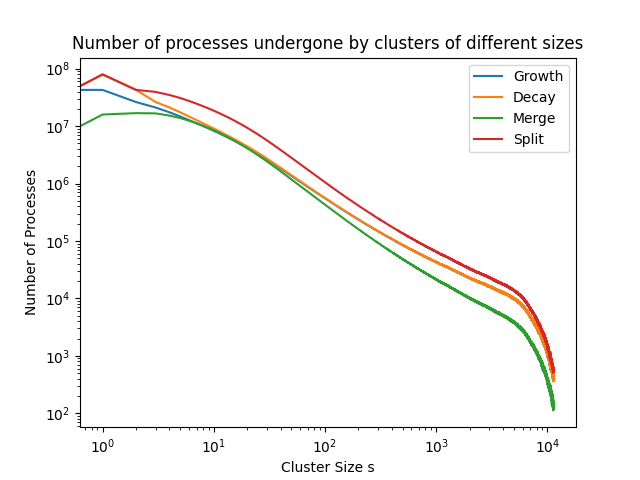 Number of processes undergone by clusters of different sizes
Growth
Decay
Merge
Split
Number of Processes
10^8
10^7
10^6
10^5
10^4
10^3
10^2
10^0
10^1
10^2
10^3
10^4
Cluster Size s